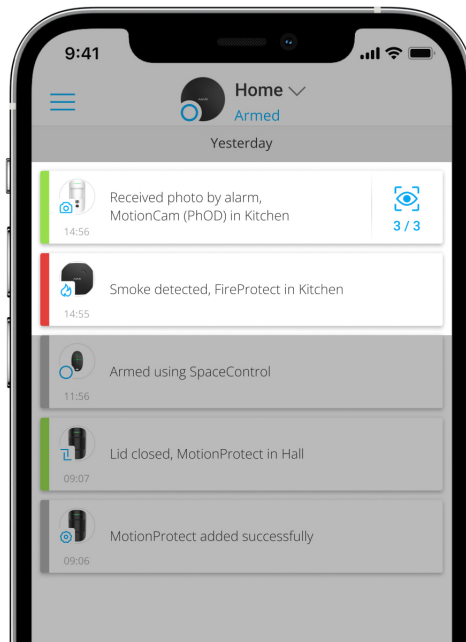 9:41
Home
Armed
Yesterday
Received photo by alarm,
MotionCam (PhOD) in Kitchen
14:56
3 / 3
Smoke detected, FireProtect in Kitchen
14:55
Armed using SpaceControl
11:56
Lid closed, MotionProtect in Hall
09:07
MotionProtect added successfully
09:06